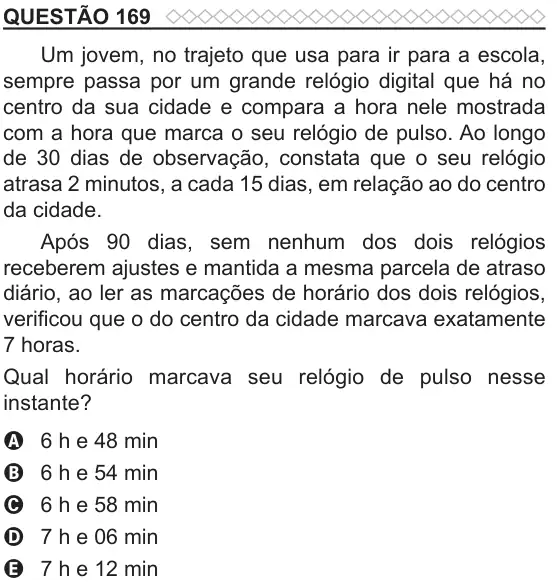 QUESTÃO 169
Um jovem, no trajeto que usa para ir para a escola,
sempre passa por um grande relógio digital que há no
centro da sua cidade e compara a hora nele mostrada
com a hora que marca o seu relógio de pulso. Ao longo
de 30 dias de observação, constata que o seu relógio
atrasa 2 minutos, a cada 15 dias, em relação ao do centro
da cidade.
Após 90 dias, sem nenhum dos dois relógios
receberem ajustes e mantida a mesma parcela de atraso
diário, ao ler as marcações de horário dos dois relógios,
verificou que o do centro da cidade marcava exatamente
7 horas.
Qual horário marcava seu relógio de pulso nesse
instante?
A 6 h e 48 min
B 6 h e 54 min
C 6 h e 58 min
D 7 h e 06 min
E 7 h e 12 min